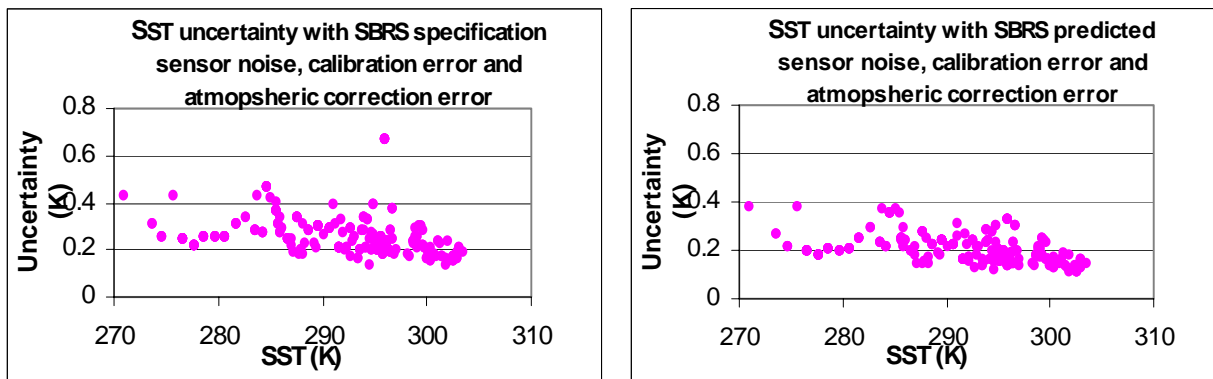 SST uncertainty with SBRS specification
sensor noise, calibration error and
atmopsheric correction error
0.8
0.6
0.4
0.2
0
Uncertainty
(K)
270 280 290 300 310
SST (K)
SST uncertainty with SBRS predicted
sensor noise, calibration error and
atmopsheric correction error
0.8
0.6
0.4
0.2
0
Uncertainty
(K)
270 280 290 300 310
SST (K)